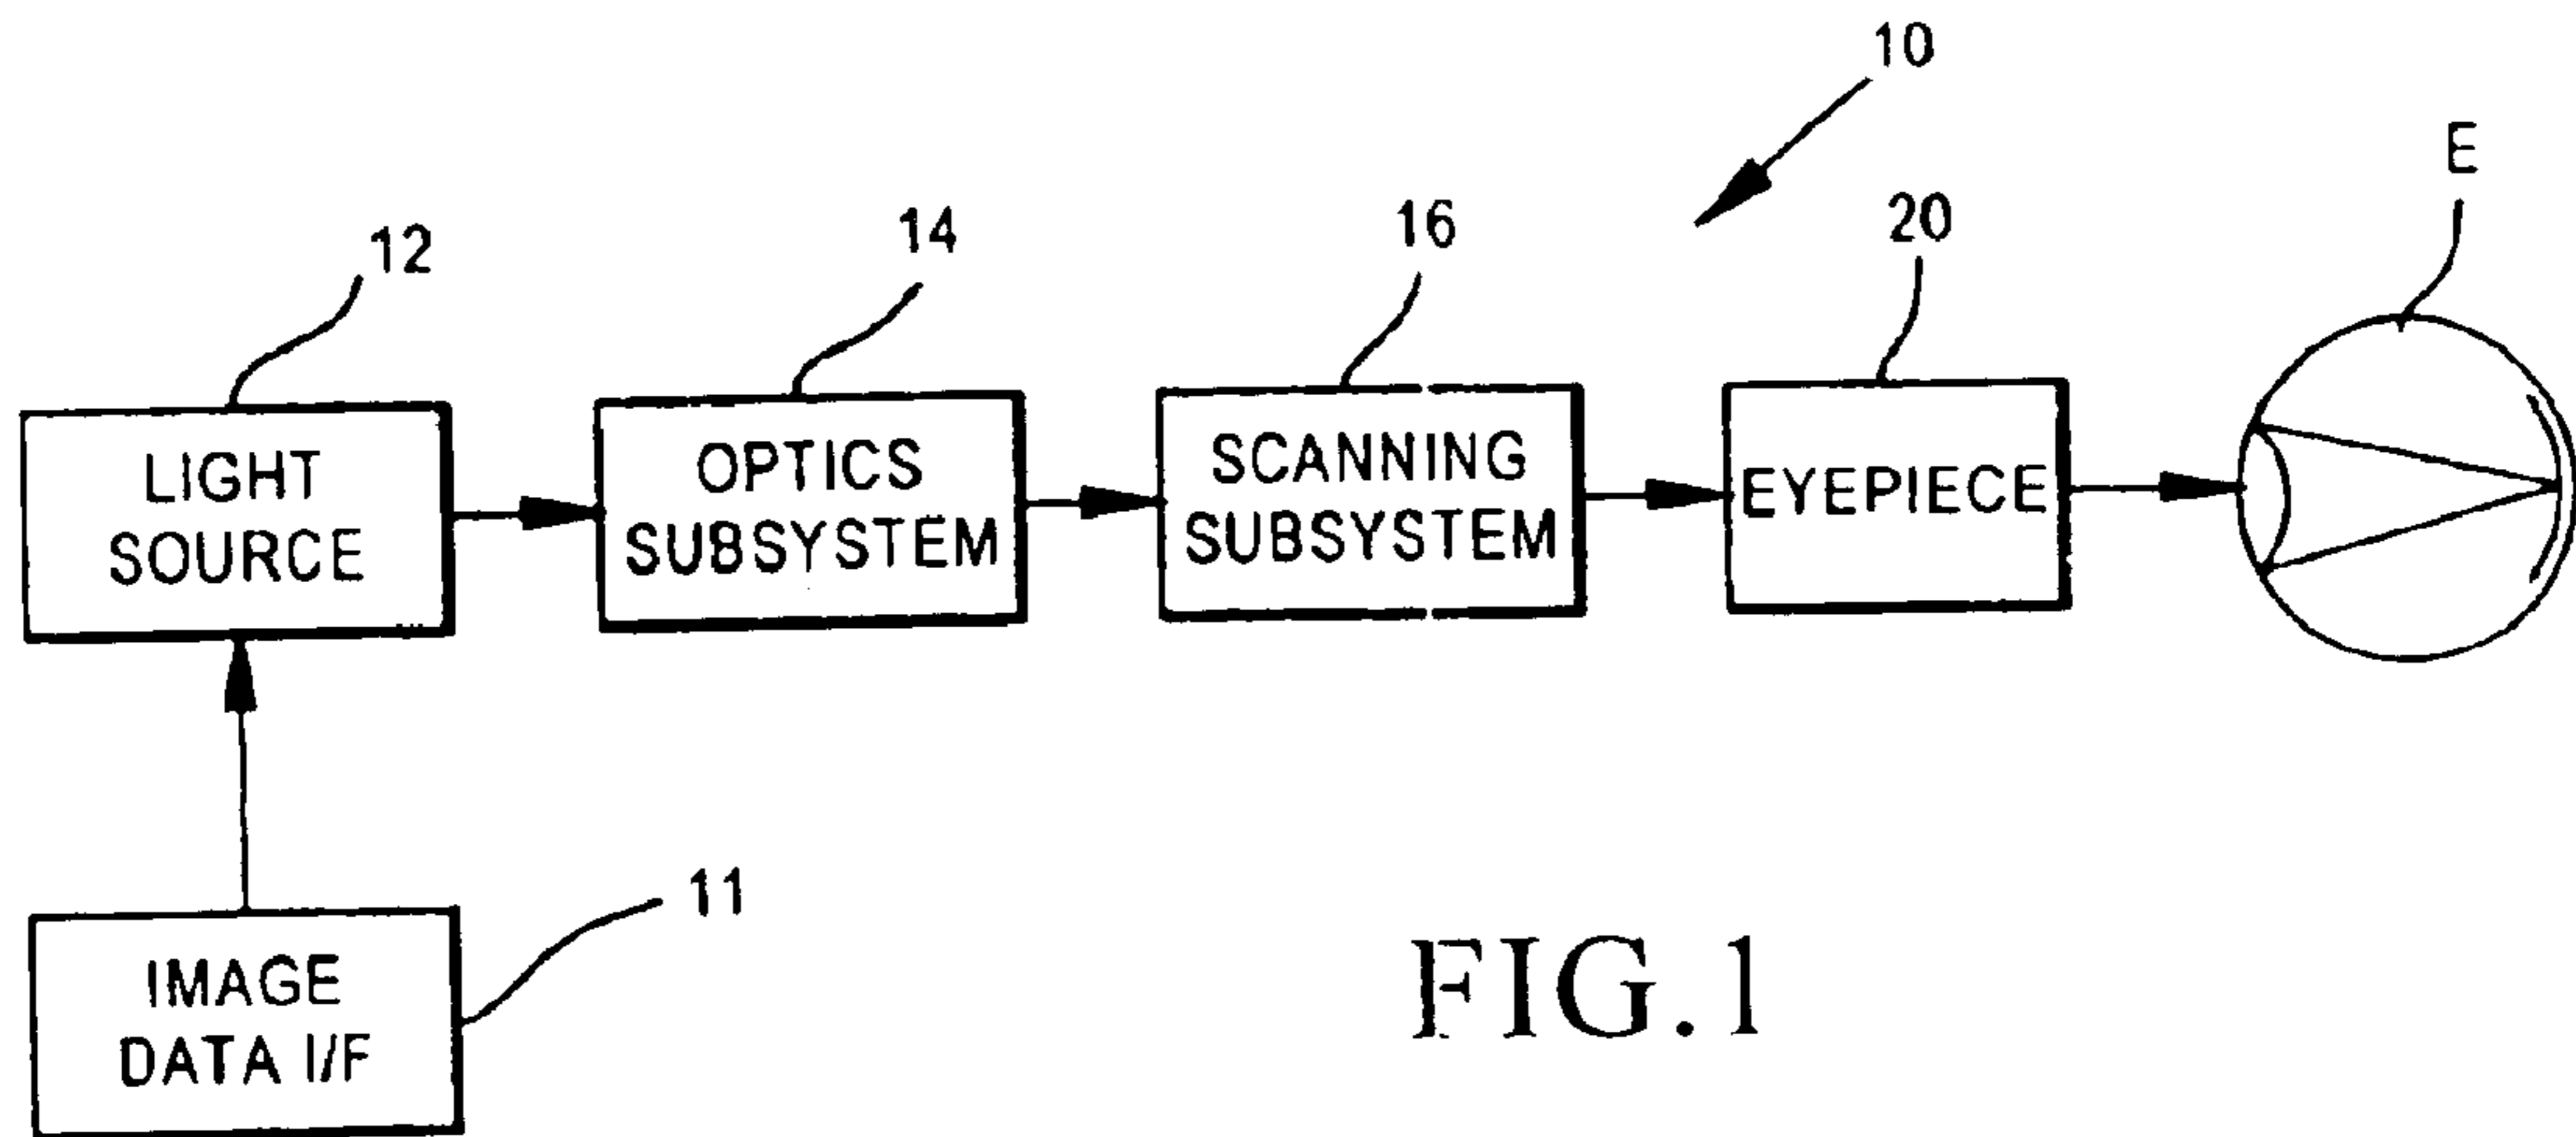 10
E
12
14
16
20
LIGHT
SOURCE
OPTICS
SUBSYSTEM
SCANNING
SUBSYSTEM
EYEPIECE
11
IMAGE
DATA I/F
FIG.1